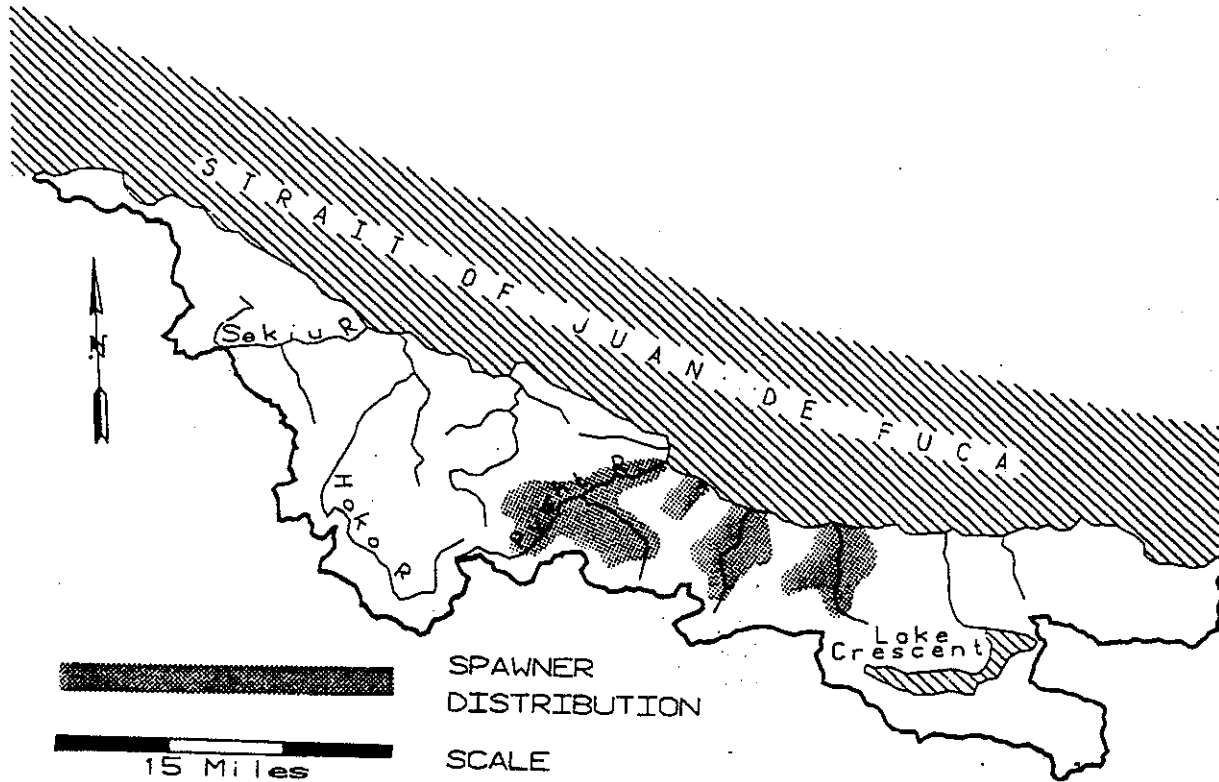 STRAIT OF JUAN DE FUCA
N
Sekiu R
Hoko R
R
Lake
Crescent
SPAWNER
DISTRIBUTION
15 Miles
SCALE